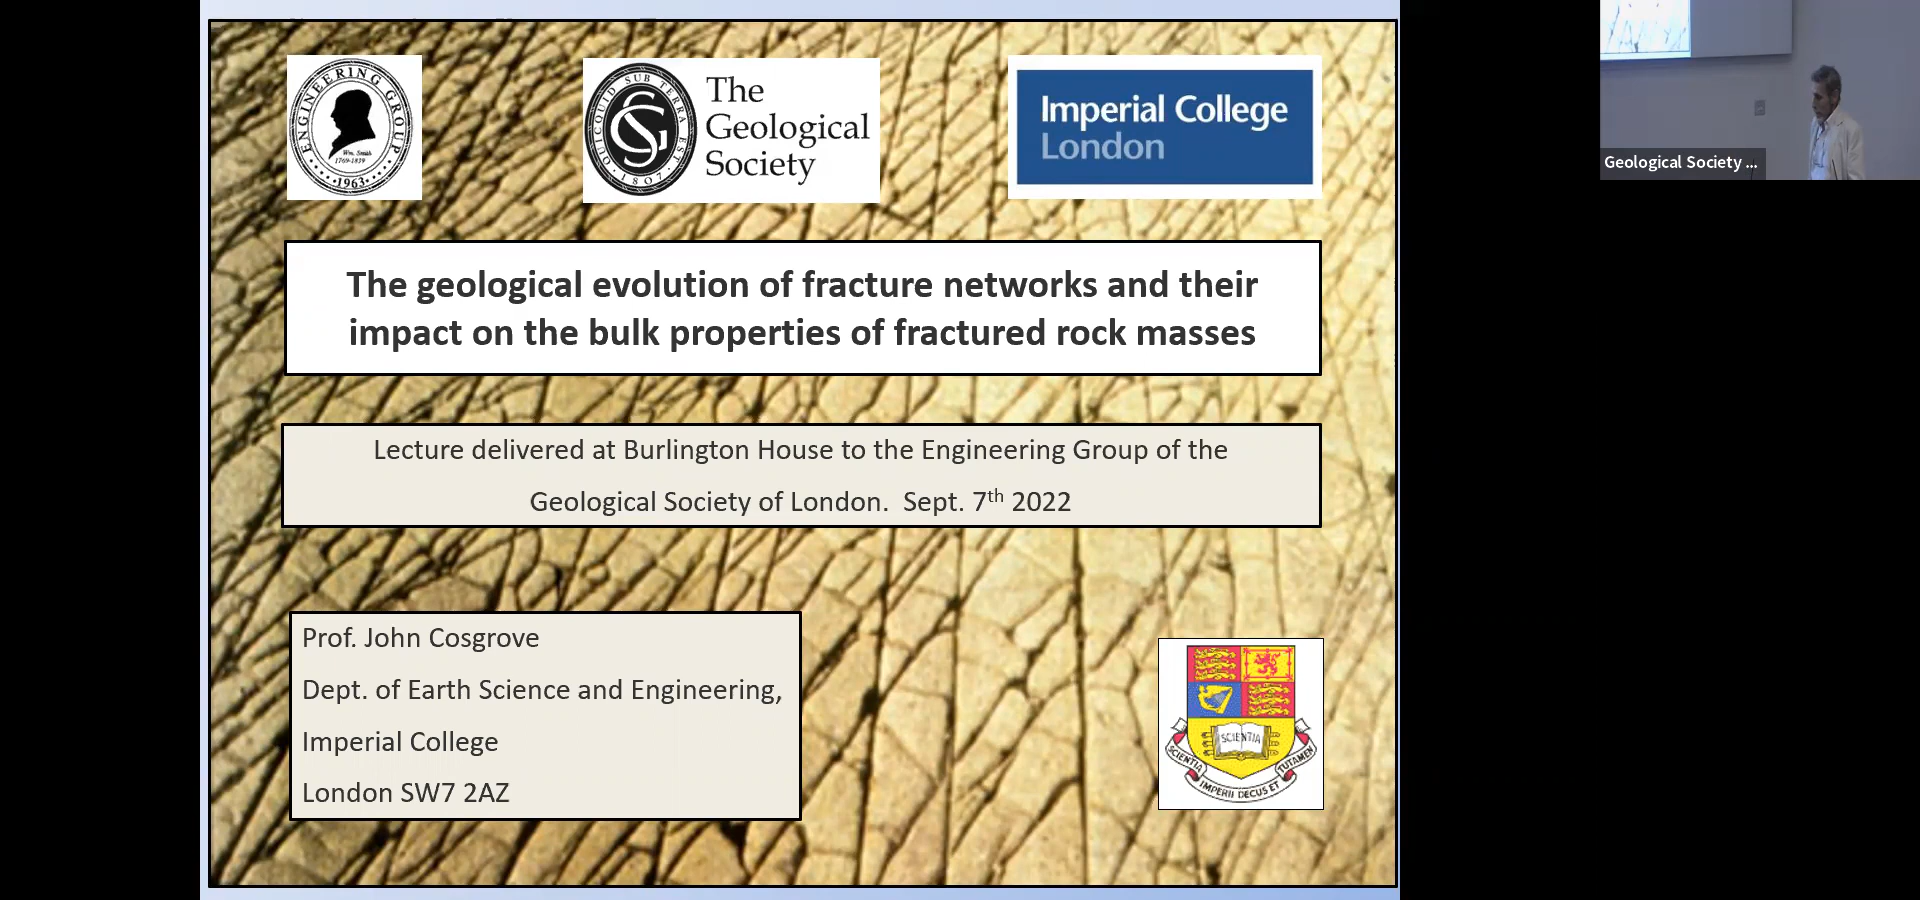 ENGINEERING GROUP
Wm. Smith
1769-1839
1963
QUICQUID SUB TERRA EST
1807
The
Geological
Society
Imperial College
London
Geological Society ...
The geological evolution of fracture networks and their
impact on the bulk properties of fractured rock masses
Lecture delivered at Burlington House to the Engineering Group of the
Geological Society of London. Sept. 7th 2022
Prof. John Cosgrove
Dept. of Earth Science and Engineering,
Imperial College
London SW7 2AZ
SCIENTIA
SCIENTIA IMPERII DECUS ET TUTAMEN